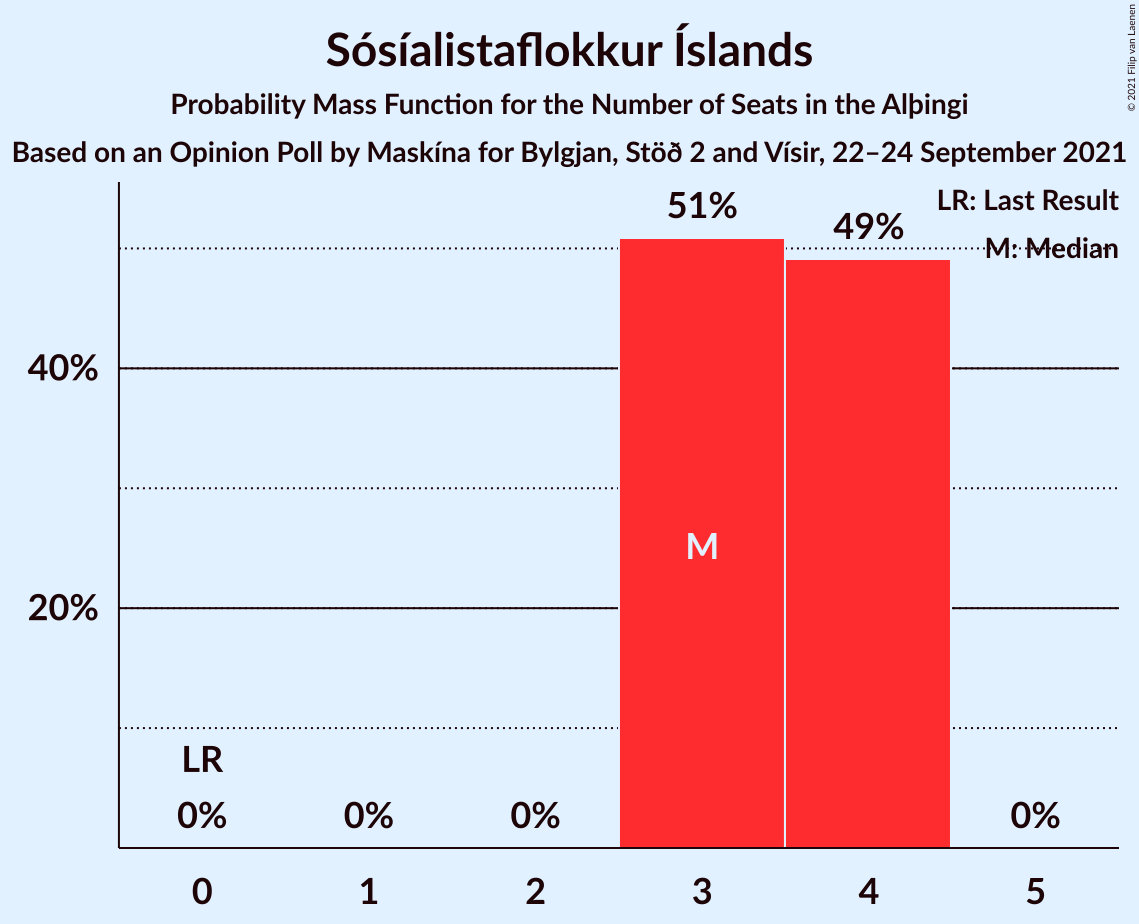 Sósíalistaflokkur Íslands
Probability Mass Function for the Number of Seats in the Alþingi
Based on an Opinion Poll by Maskína for Bylgjan, Stöð 2 and Vísir, 22–24 September 2021
© 2021 Filip van Laenen
LR: Last Result
M: Median
51%
49%
40%
20%
M
LR
0%
0%
0%
0%
0
1
2
3
4
5